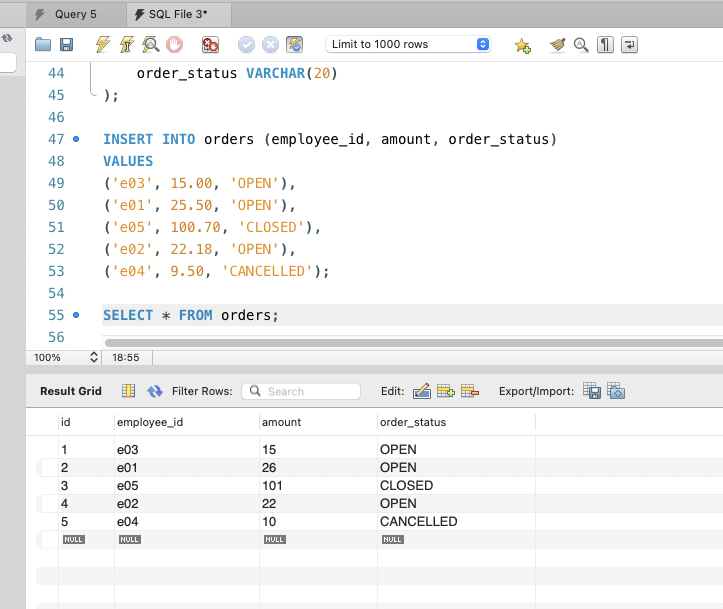 Query 5 SQL File 3*
Limit to 1000 rows
44 order_status VARCHAR(20)
45 );
46
47 INSERT INTO orders (employee_id, amount, order_status)
48 VALUES
49 ('e03', 15.00, 'OPEN'),
50 ('e01', 25.50, 'OPEN'),
51 ('e05', 100.70, 'CLOSED'),
52 ('e02', 22.18, 'OPEN'),
53 ('e04', 9.50, 'CANCELLED');
54
55 SELECT * FROM orders;
56
100% 18:55
Result Grid Filter Rows: Search Edit: Export/Import:
id employee_id amount order_status
1 e03 15 OPEN
2 e01 26 OPEN
3 e05 101 CLOSED
4 e02 22 OPEN
5 e04 10 CANCELLED
NULL NULL NULL NULL